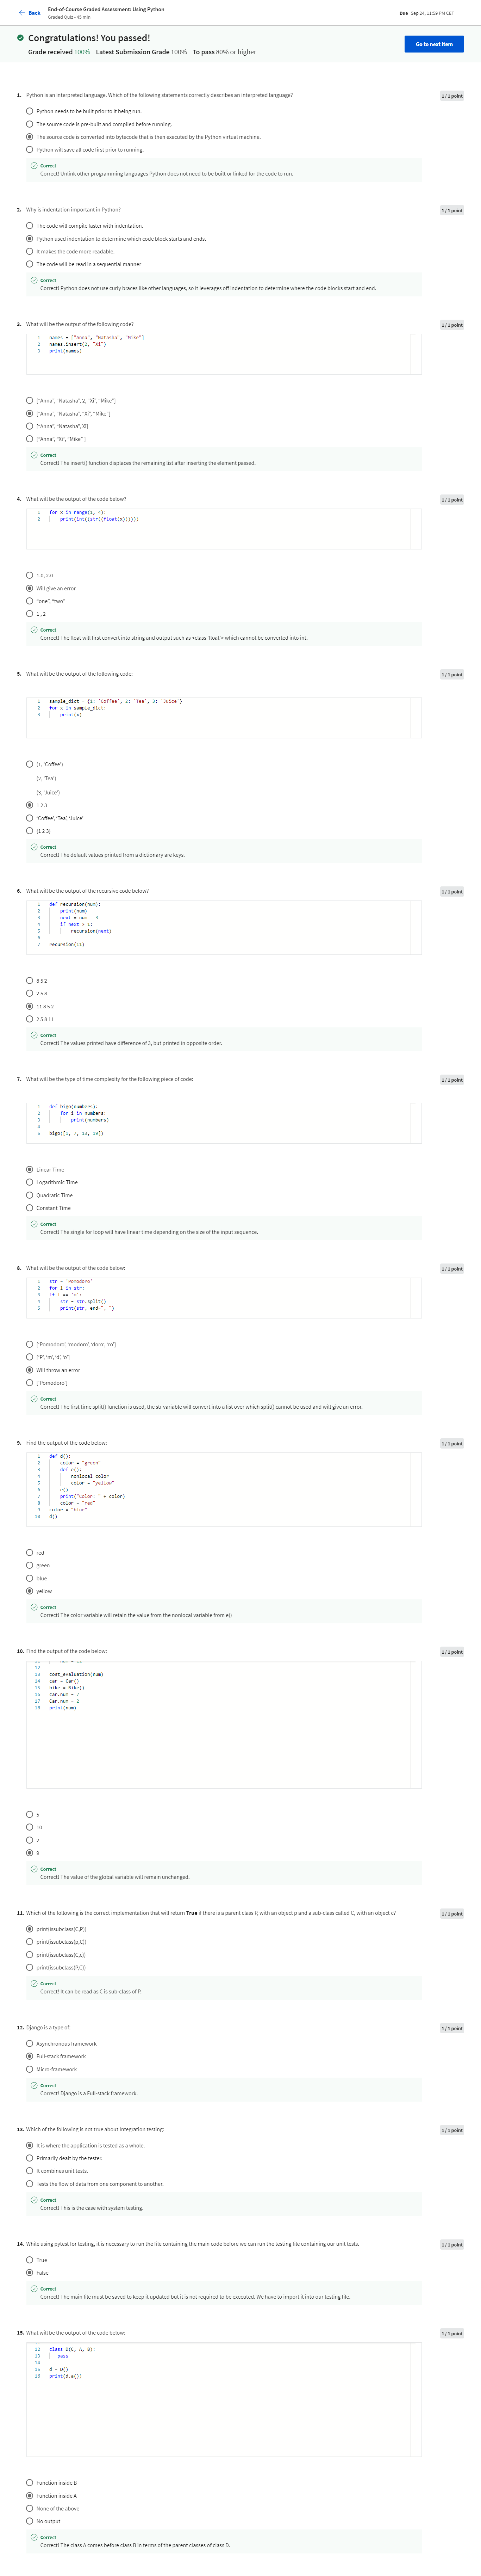 ← Back
End-of-Course Graded Assessment: Using Python
Graded Quiz • 45 min
Due Sep 24, 11:59 PM CET
Congratulations! You passed!
Grade received 100% Latest Submission Grade 100% To pass 80% or higher
Go to next item
1. Python is an interpreted language. Which of the following statements correctly describes an interpreted language?
1 / 1 point
Python needs to be built prior to it being run.
The source code is pre-built and compiled before running.
The source code is converted into bytecode that is then executed by the Python virtual machine.
Python will save all code first prior to running.
Correct
Correct! Unlink other programming languages Python does not need to be built or linked for the code to run.
2. Why is indentation important in Python?
1 / 1 point
The code will compile faster with indentation.
Python used indentation to determine which code block starts and ends.
It makes the code more readable.
The code will be read in a sequential manner
Correct
Correct! Python does not use curly braces like other languages, so it leverages off indentation to determine where the code blocks start and end.
3. What will be the output of the following code?
1 / 1 point
1 names = ["Anna", "Natasha", "Mike"]
2 names.insert(2, "Xi")
3 print(names)
["Anna", "Natasha", 2, "Xi", "Mike"]
["Anna", "Natasha", "Xi", "Mike"]
["Anna", "Natasha", Xi]
["Anna", "Xi", "Mike" ]
Correct
Correct! The insert() function displaces the remaining list after inserting the element passed.
4. What will be the output of the code below?
1 / 1 point
1 for x in range(1, 4):
2 print(int((str((float(x))))))
1.0, 2.0
Will give an error
"one", "two"
1 , 2
Correct
Correct! The float will first convert into string and output such as <class 'float'> which cannot be converted into int.
5. What will be the output of the following code:
1 / 1 point
1 sample_dict = {1: 'Coffee', 2: 'Tea', 3: 'Juice'}
2 for x in sample_dict:
3 print(x)
(1, 'Coffee')
(2, 'Tea')
(3, 'Juice')
1 2 3
'Coffee', 'Tea', 'Juice'
{1 2 3}
Correct
Correct! The default values printed from a dictionary are keys.
6. What will be the output of the recursive code below?
1 / 1 point
1 def recursion(num):
2 print(num)
3 next = num - 3
4 if next > 1:
5 recursion(next)
6
7 recursion(11)
8 5 2
2 5 8
11 8 5 2
2 5 8 11
Correct
Correct! The values printed have difference of 3, but printed in opposite order.
7. What will be the type of time complexity for the following piece of code:
1 / 1 point
1 def bigo(numbers):
2 for i in numbers:
3 print(numbers)
4
5 bigo([1, 7, 13, 18])
Linear Time
Logarithmic Time
Quadratic Time
Constant Time
Correct
Correct! The single for loop will have linear time depending on the size of the input sequence.
8. What will be the output of the code below:
1 / 1 point
1 str = 'Pomodoro'
2 for l in str:
3 if l == 'o':
4 str = str.split()
5 print(str, end=", ")
['Pomodoro', 'modoro', 'doro', 'ro']
['P', 'm', 'd', 'o']
Will throw an error
['Pomodoro']
Correct
Correct! The first time split() function is used, the str variable will convert into a list over which split() cannot be used and will give an error.
9. Find the output of the code below:
1 / 1 point
1 def d():
2 color = "green"
3 def e():
4 nonlocal color
5 color = "yellow"
6 e()
7 print("Color: " + color)
8 color = "red"
9 color = "blue"
10 d()
red
green
blue
yellow
Correct
Correct! The color variable will retain the value from the nonlocal variable from e()
10. Find the output of the code below:
1 / 1 point
12
13 cost_evaluation(num)
14 car = Car()
15 bike = Bike()
16 car.num = 7
17 Car.num = 2
18 print(num)
5
10
2
9
Correct
Correct! The value of the global variable will remain unchanged.
11. Which of the following is the correct implementation that will return True if there is a parent class P, with an object p and a sub-class called C, with an object c?
1 / 1 point
print(issubclass(C,P))
print(issubclass(p,C))
print(issubclass(C,c))
print(issubclass(P,C))
Correct
Correct! It can be read as C is sub-class of P.
12. Django is a type of:
1 / 1 point
Asynchronous framework
Full-stack framework
Micro-framework
Correct
Correct! Django is a Full-stack framework.
13. Which of the following is not true about Integration testing:
1 / 1 point
It is where the application is tested as a whole.
Primarily dealt by the tester.
It combines unit tests.
Tests the flow of data from one component to another.
Correct
Correct! This is the case with system testing.
14. While using pytest for testing, it is necessary to run the file containing the main code before we can run the testing file containing our unit tests.
1 / 1 point
True
False
Correct
Correct! The main file must be saved to keep it updated but it is not required to be executed. We have to import it into our testing file.
15. What will be the output of the code below:
1 / 1 point
12 class D(C, A, B):
13 pass
14
15 d = D()
16 print(d.a())
Function inside B
Function inside A
None of the above
No output
Correct
Correct! The class A comes before class B in terms of the parent classes of class D.